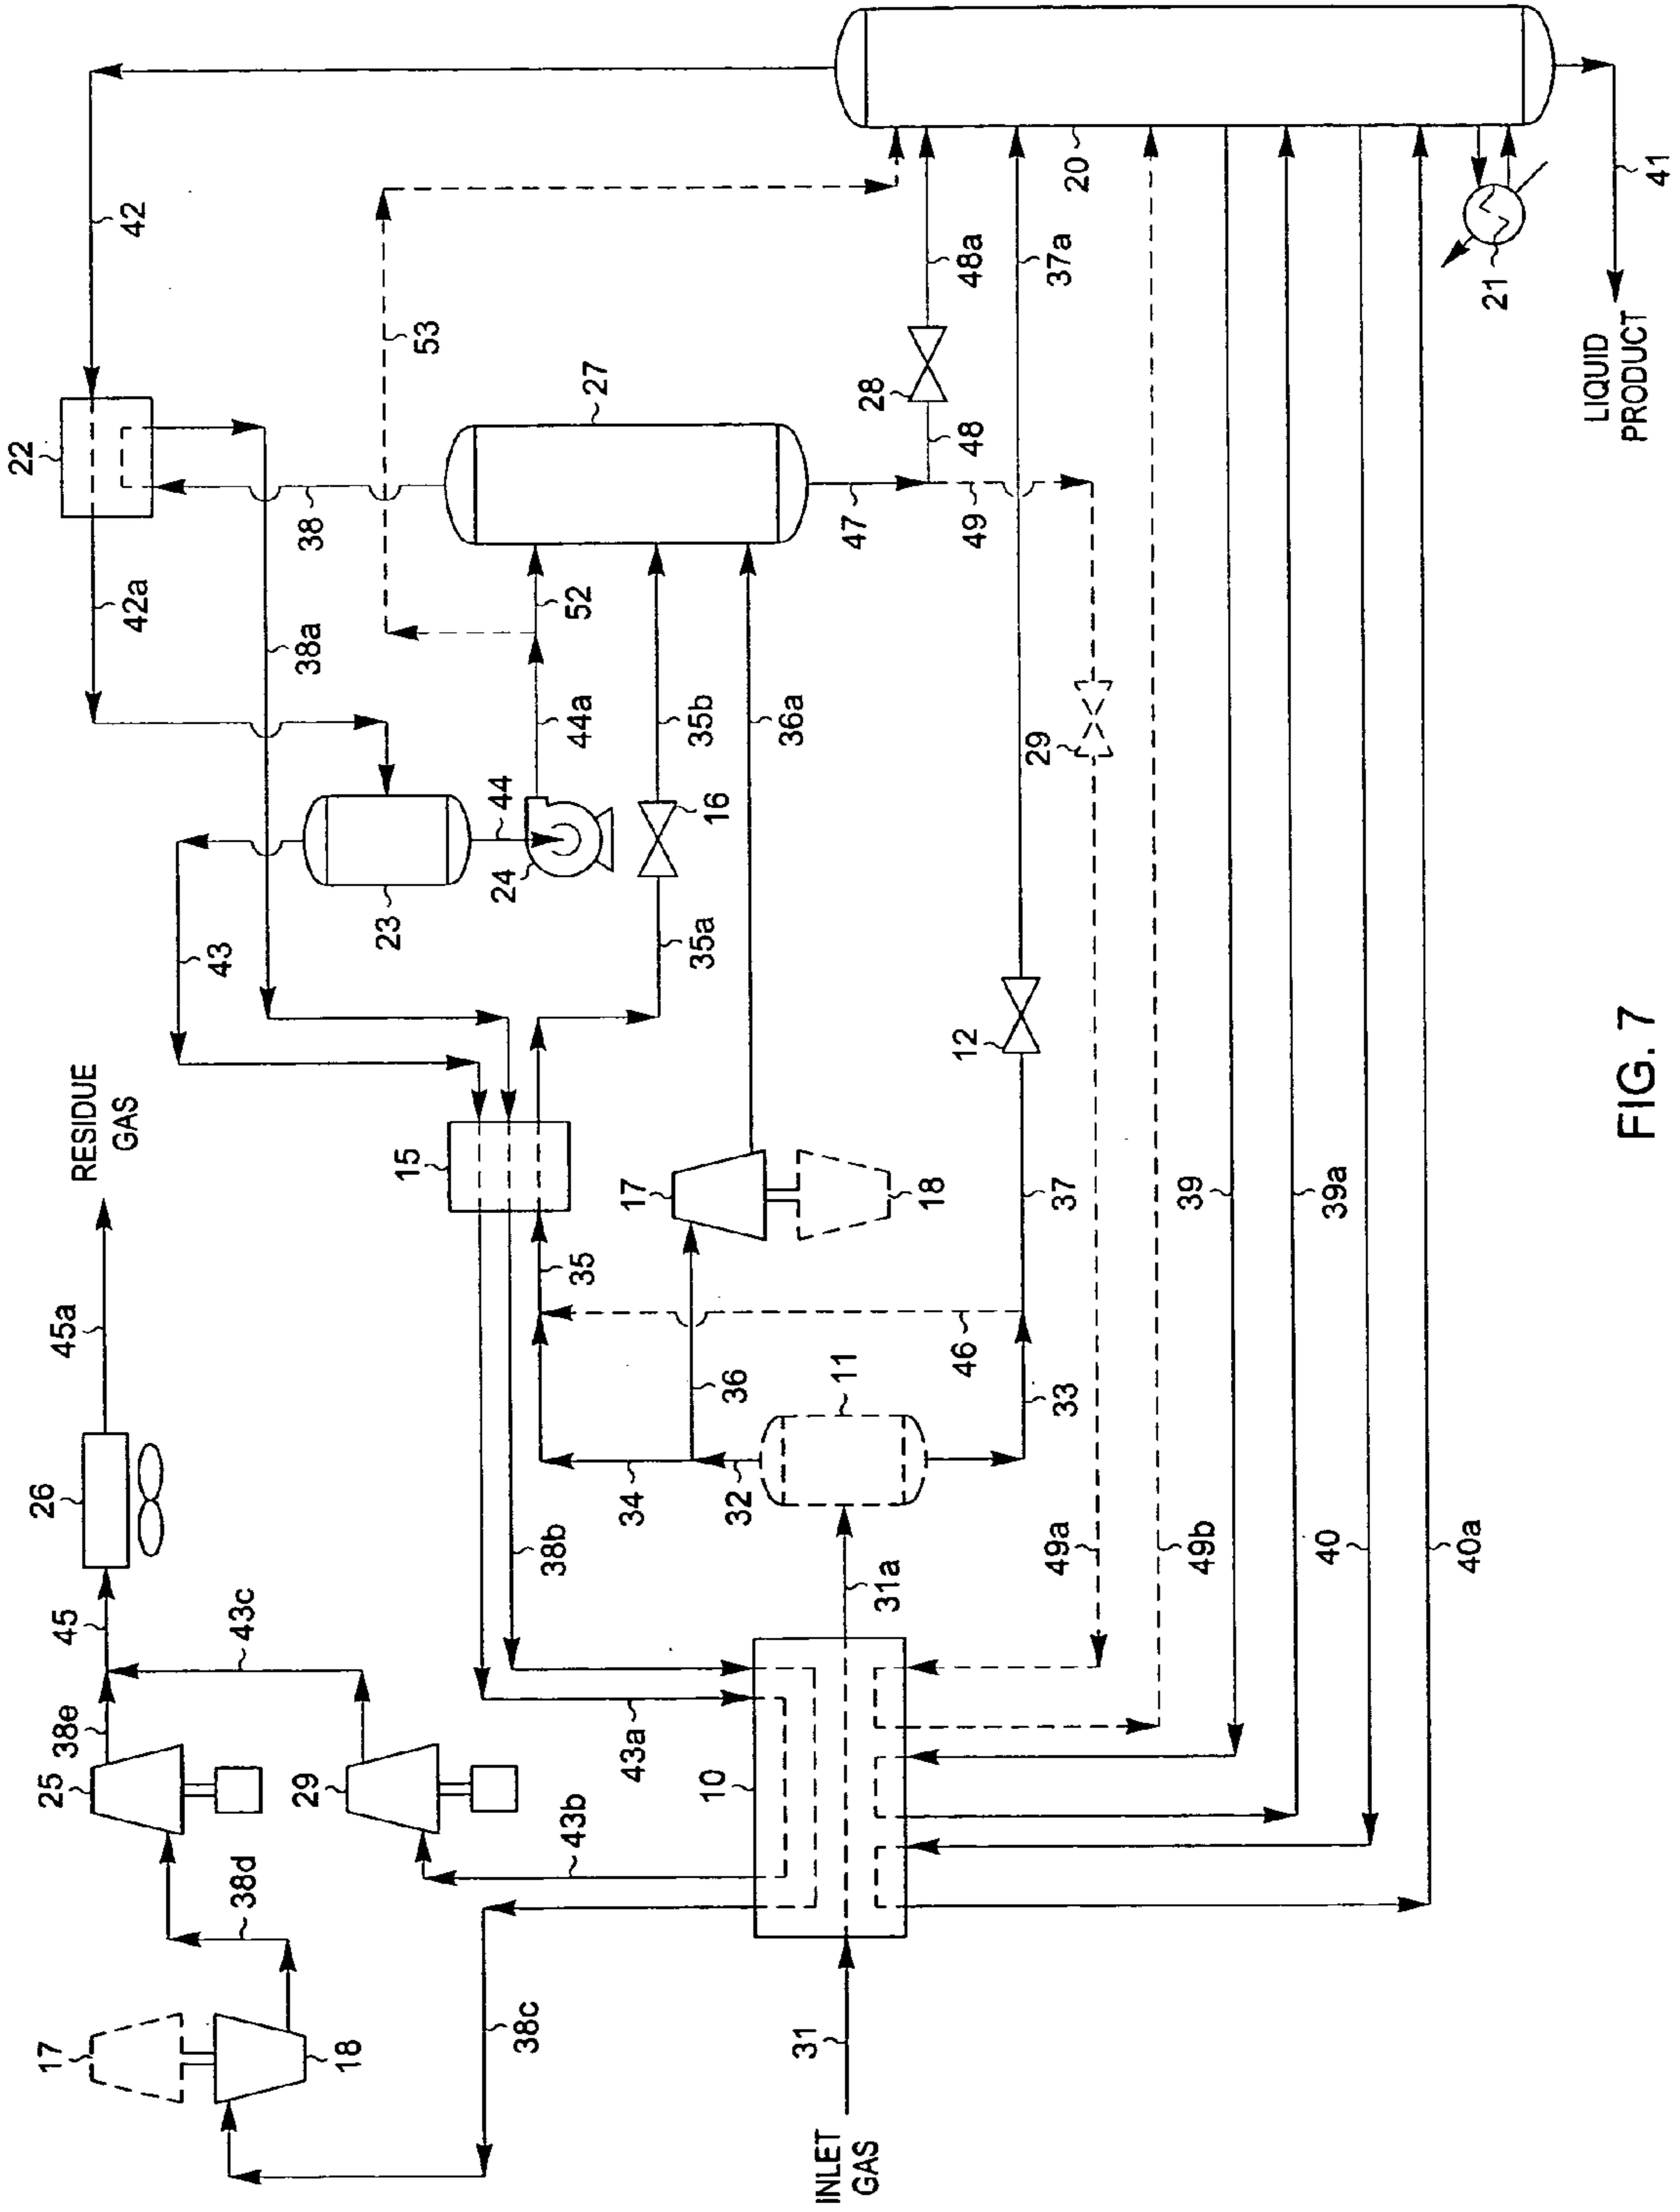 RESIDUE
GAS
45a
26
45
43c
38e
25
29
43b
38d
17
18
38c
43a
38b
10
31
INLET
GAS
31a
32
34
36
11
33
46
35
15
17
18
37
12
43
23
24
44
35a
16
44a
35b
36a
52
42a
38a
38
22
42
53
27
47
49
48
28
48a
37a
29
20
21
41
LIQUID
PRODUCT
49a
49b
39
39a
40
40a
FIG. 7